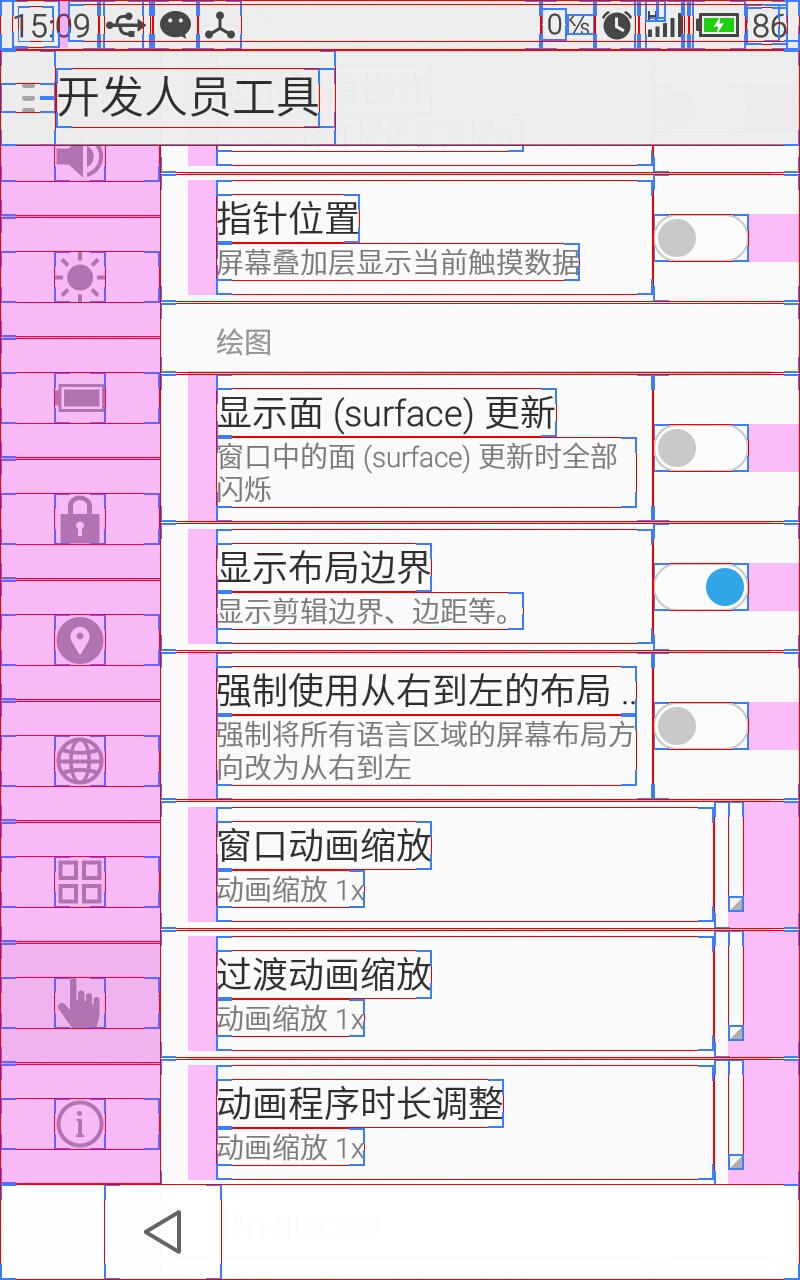 15:09
0 K/s
86
开发人员工具
指针位置
屏幕叠加层显示当前触摸数据
绘图
显示面 (surface) 更新
窗口中的面 (surface) 更新时全部
闪烁
显示布局边界
显示剪辑边界、边距等。
强制使用从右到左的布局 ..
强制将所有语言区域的屏幕布局方
向改为从右到左
窗口动画缩放
动画缩放 1x
过渡动画缩放
动画缩放 1x
动画程序时长调整
动画缩放 1x